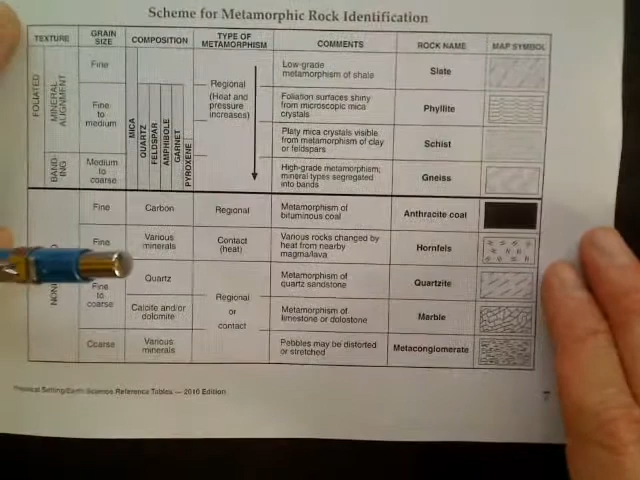 Scheme for Metamorphic Rock Identification
TEXTURE
GRAIN
SIZE
COMPOSITION
TYPE OF
METAMORPHISM
COMMENTS
ROCK NAME
MAP SYMBOL
FOLIATED
MINERAL
ALIGNMENT
Fine
MICA
QUARTZ
FELDSPAR
AMPHIBOLE
GARNET
PYROXENE
Regional
(Heat and
pressure
increases)
Low-grade
metamorphism of shale
Slate
Fine
to
medium
Foliation surfaces shiny
from microscopic mica
crystals
Phyllite
Platy mica crystals visible
from metamorphism of clay
or feldspars
Schist
BAND-
ING
Medium
to
coarse
High-grade metamorphism;
mineral types segregated
into bands
Gneiss
Fine
Carbon
Regional
Metamorphism of
bituminous coal
Anthracite coal
Fine
Various
minerals
Contact
(heat)
Various rocks changed by
heat from nearby
magma/lava
Hornfels
Fine
to
coarse
Quartz
Regional
or
contact
Metamorphism of
quartz sandstone
Quartzite
Calcite and/or
dolomite
Metamorphism of
limestone or dolostone
Marble
Coarse
Various
minerals
Pebbles may be distorted
or stretched
Metaconglomerate
Physical Setting/Earth Science Reference Tables — 2010 Edition
7